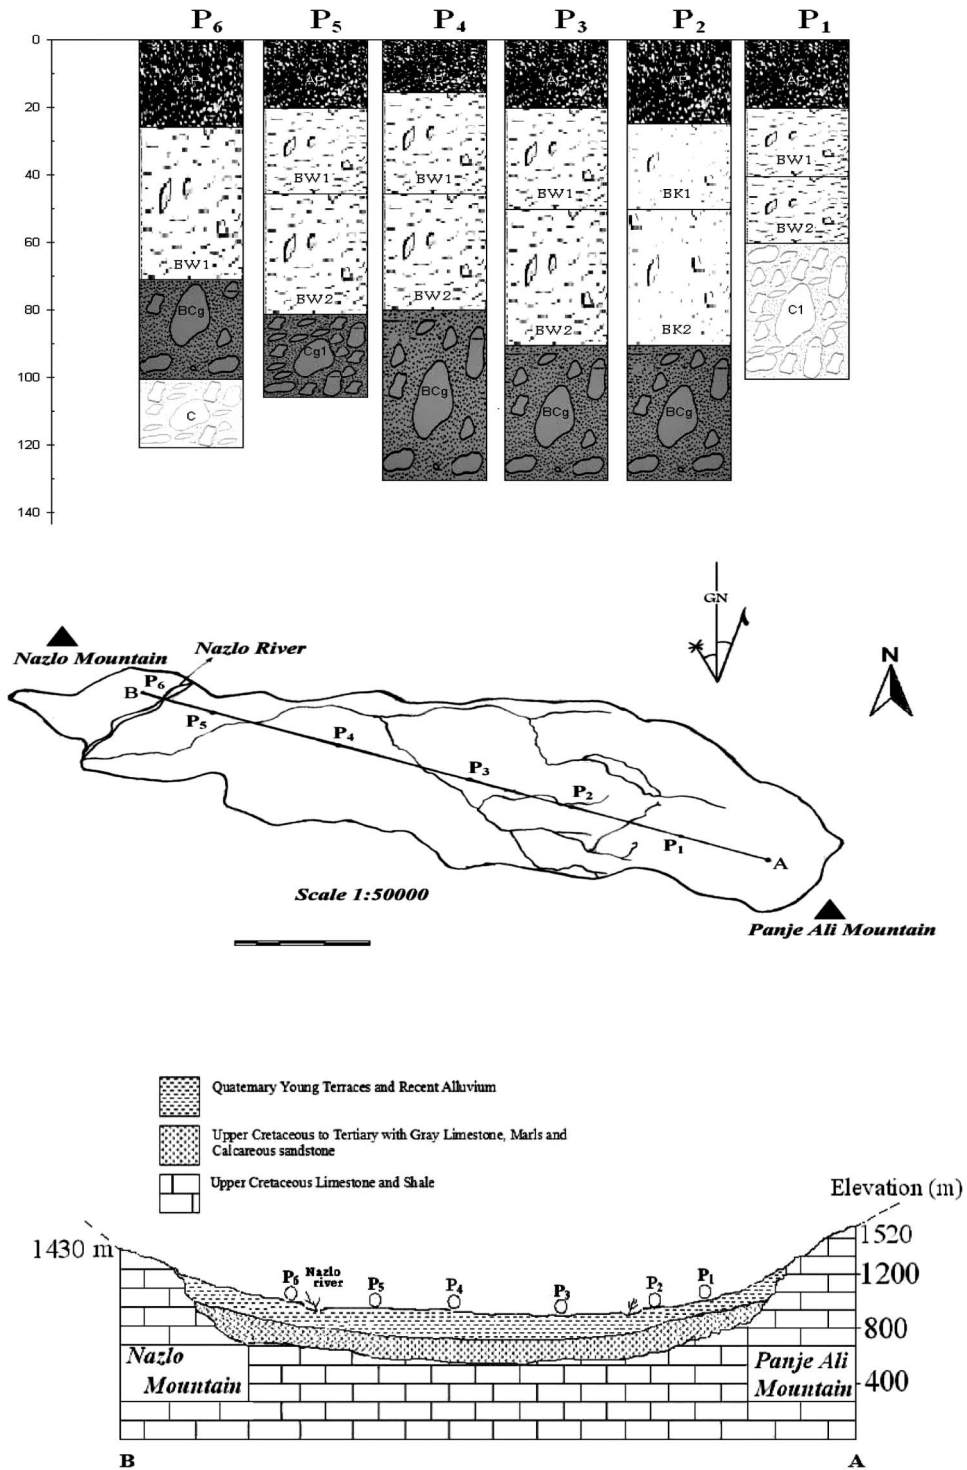 P6 P5 P4 P3 P2 P1
0
20
40
60
80
100
120
140
AP AP AP AP AP AP
BW1 BW1 BW1 BW1 BK1 BW1
BW2 BW2 BW2 BK2 BW2
BCg Cg1 BCg BCg BCg C1
C
GN
N
Nazlo Mountain
Nazlo River
P6
B
P5
P4
P3
P2
P1
A
Scale 1:50000
Panje Ali Mountain
Quatemary Young Terraces and Recent Alluvium
Upper Cretaceous to Tertiary with Gray Limestone, Marls and
Calcareous sandstone
Upper Cretaceous Limestone and Shale
Elevation (m)
1430 m
1520
1200
800
400
P6 Nazlo river P5 P4 P3 P2 P1
Nazlo
Mountain
Panje Ali
Mountain
B A